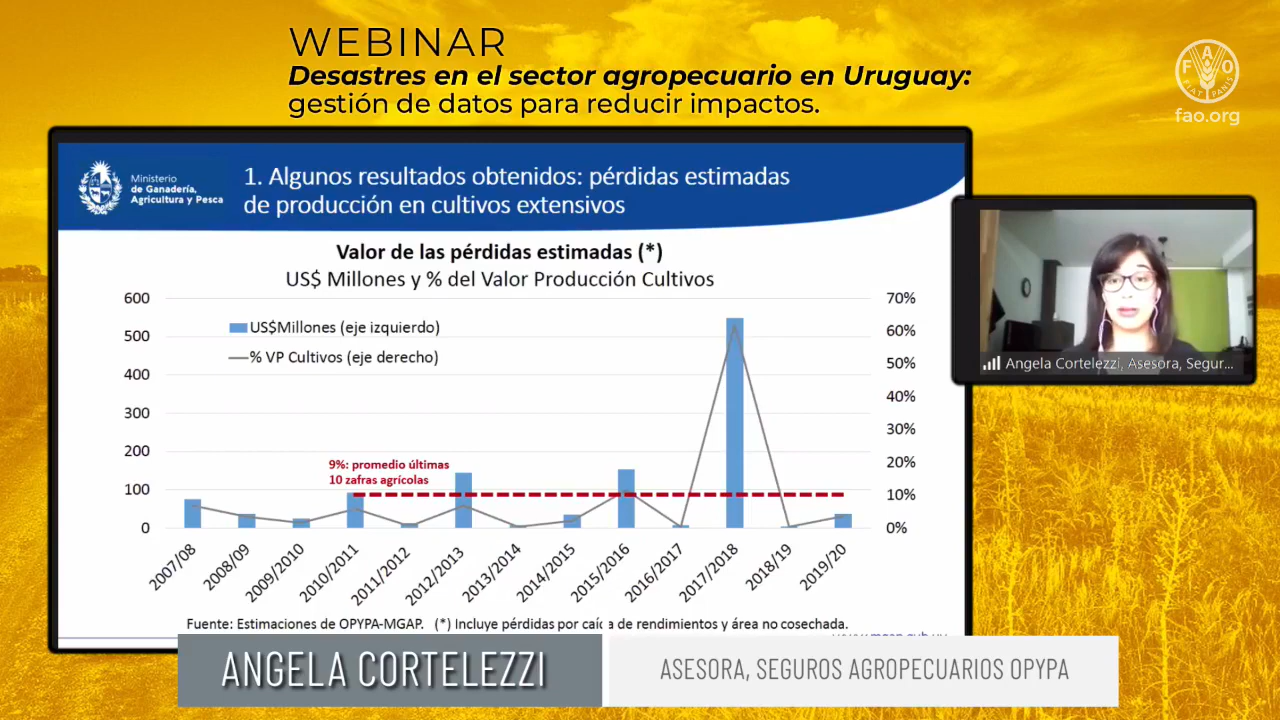 WEBINAR
Desastres en el sector agropecuario en Uruguay:
gestión de datos para reducir impactos.
F A O
FIAT PANIS
fao.org
Ministerio
de Ganadería,
Agricultura y Pesca
1. Algunos resultados obtenidos: pérdidas estimadas
de producción en cultivos extensivos
Valor de las pérdidas estimadas (*)
US$ Millones y % del Valor Producción Cultivos
600
500
400
300
200
100
0
US$Millones (eje izquierdo)
% VP Cultivos (eje derecho)
9%: promedio últimas
10 zafras agrícolas
70%
60%
50%
40%
30%
20%
10%
0%
2007/08
2008/09
2009/10
2010/2011
2011/2012
2012/2013
2013/2014
2014/2015
2015/2016
2016/2017
2017/2018
2018/19
2019/20
Fuente: Estimaciones de OPYPA-MGAP. (*) Incluye pérdidas por caída de rendimientos y área no cosechada.
Angela Cortelezzi, Asesora, Segur...
ANGELA CORTELEZZI
ASESORA, SEGUROS AGROPECUARIOS OPYPA